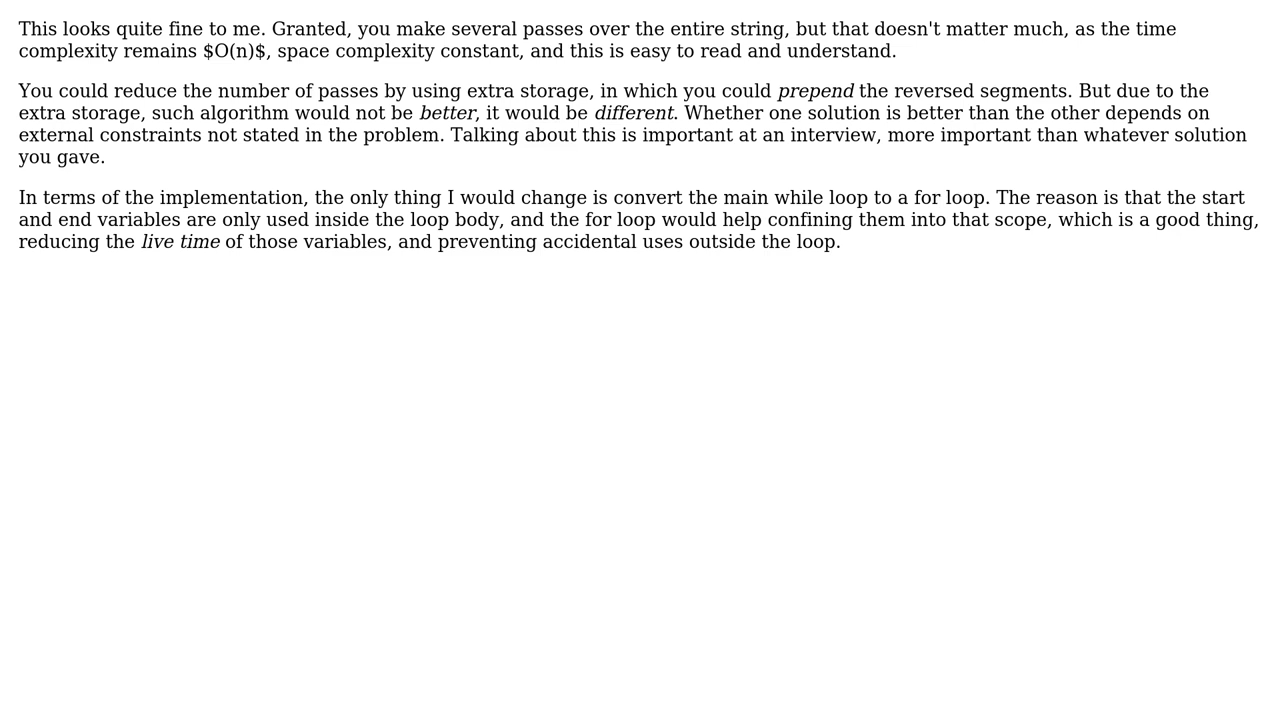 This looks quite fine to me. Granted, you make several passes over the entire string, but that doesn't matter much, as the time
complexity remains $O(n)$, space complexity constant, and this is easy to read and understand.
You could reduce the number of passes by using extra storage, in which you could prepend the reversed segments. But due to the
extra storage, such algorithm would not be better, it would be different. Whether one solution is better than the other depends on
external constraints not stated in the problem. Talking about this is important at an interview, more important than whatever solution
you gave.
In terms of the implementation, the only thing I would change is convert the main while loop to a for loop. The reason is that the start
and end variables are only used inside the loop body, and the for loop would help confining them into that scope, which is a good thing,
reducing the live time of those variables, and preventing accidental uses outside the loop.